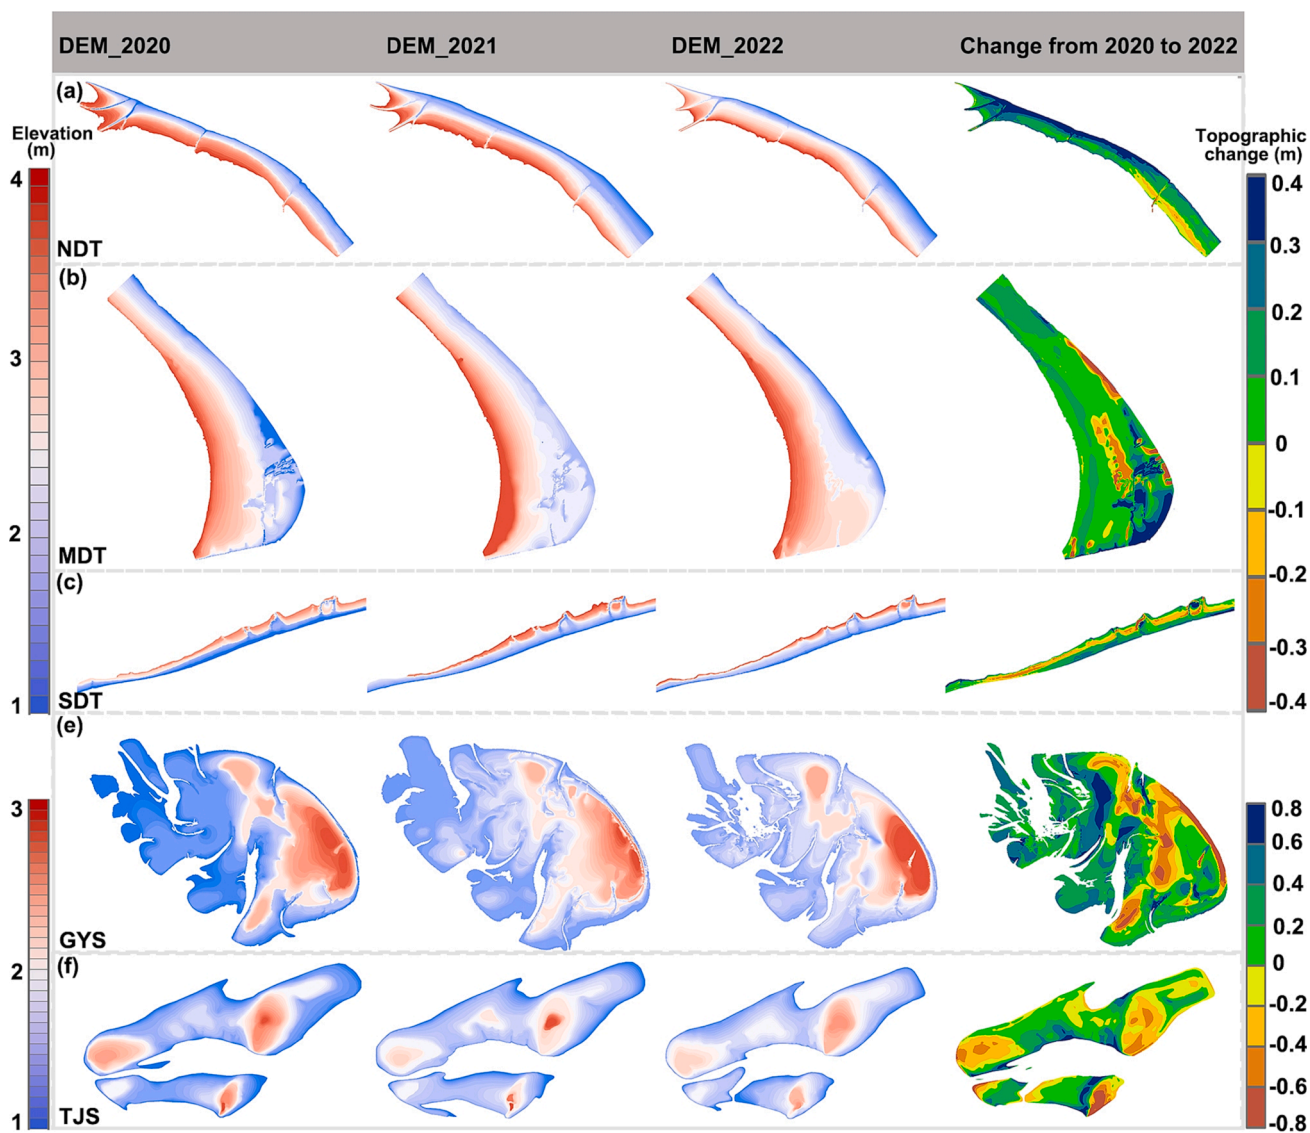 DEM_2020 DEM_2021 DEM_2022 Change from 2020 to 2022
(a)
Elevation
(m)
Topographic
change (m)
4
3
2
1
0.4
0.3
0.2
0.1
0
-0.1
-0.2
-0.3
-0.4
NDT
(b)
MDT
(c)
SDT
(e)
GYS
(f)
TJS
3
2
1
0.8
0.6
0.4
0.2
0
-0.2
-0.4
-0.6
-0.8